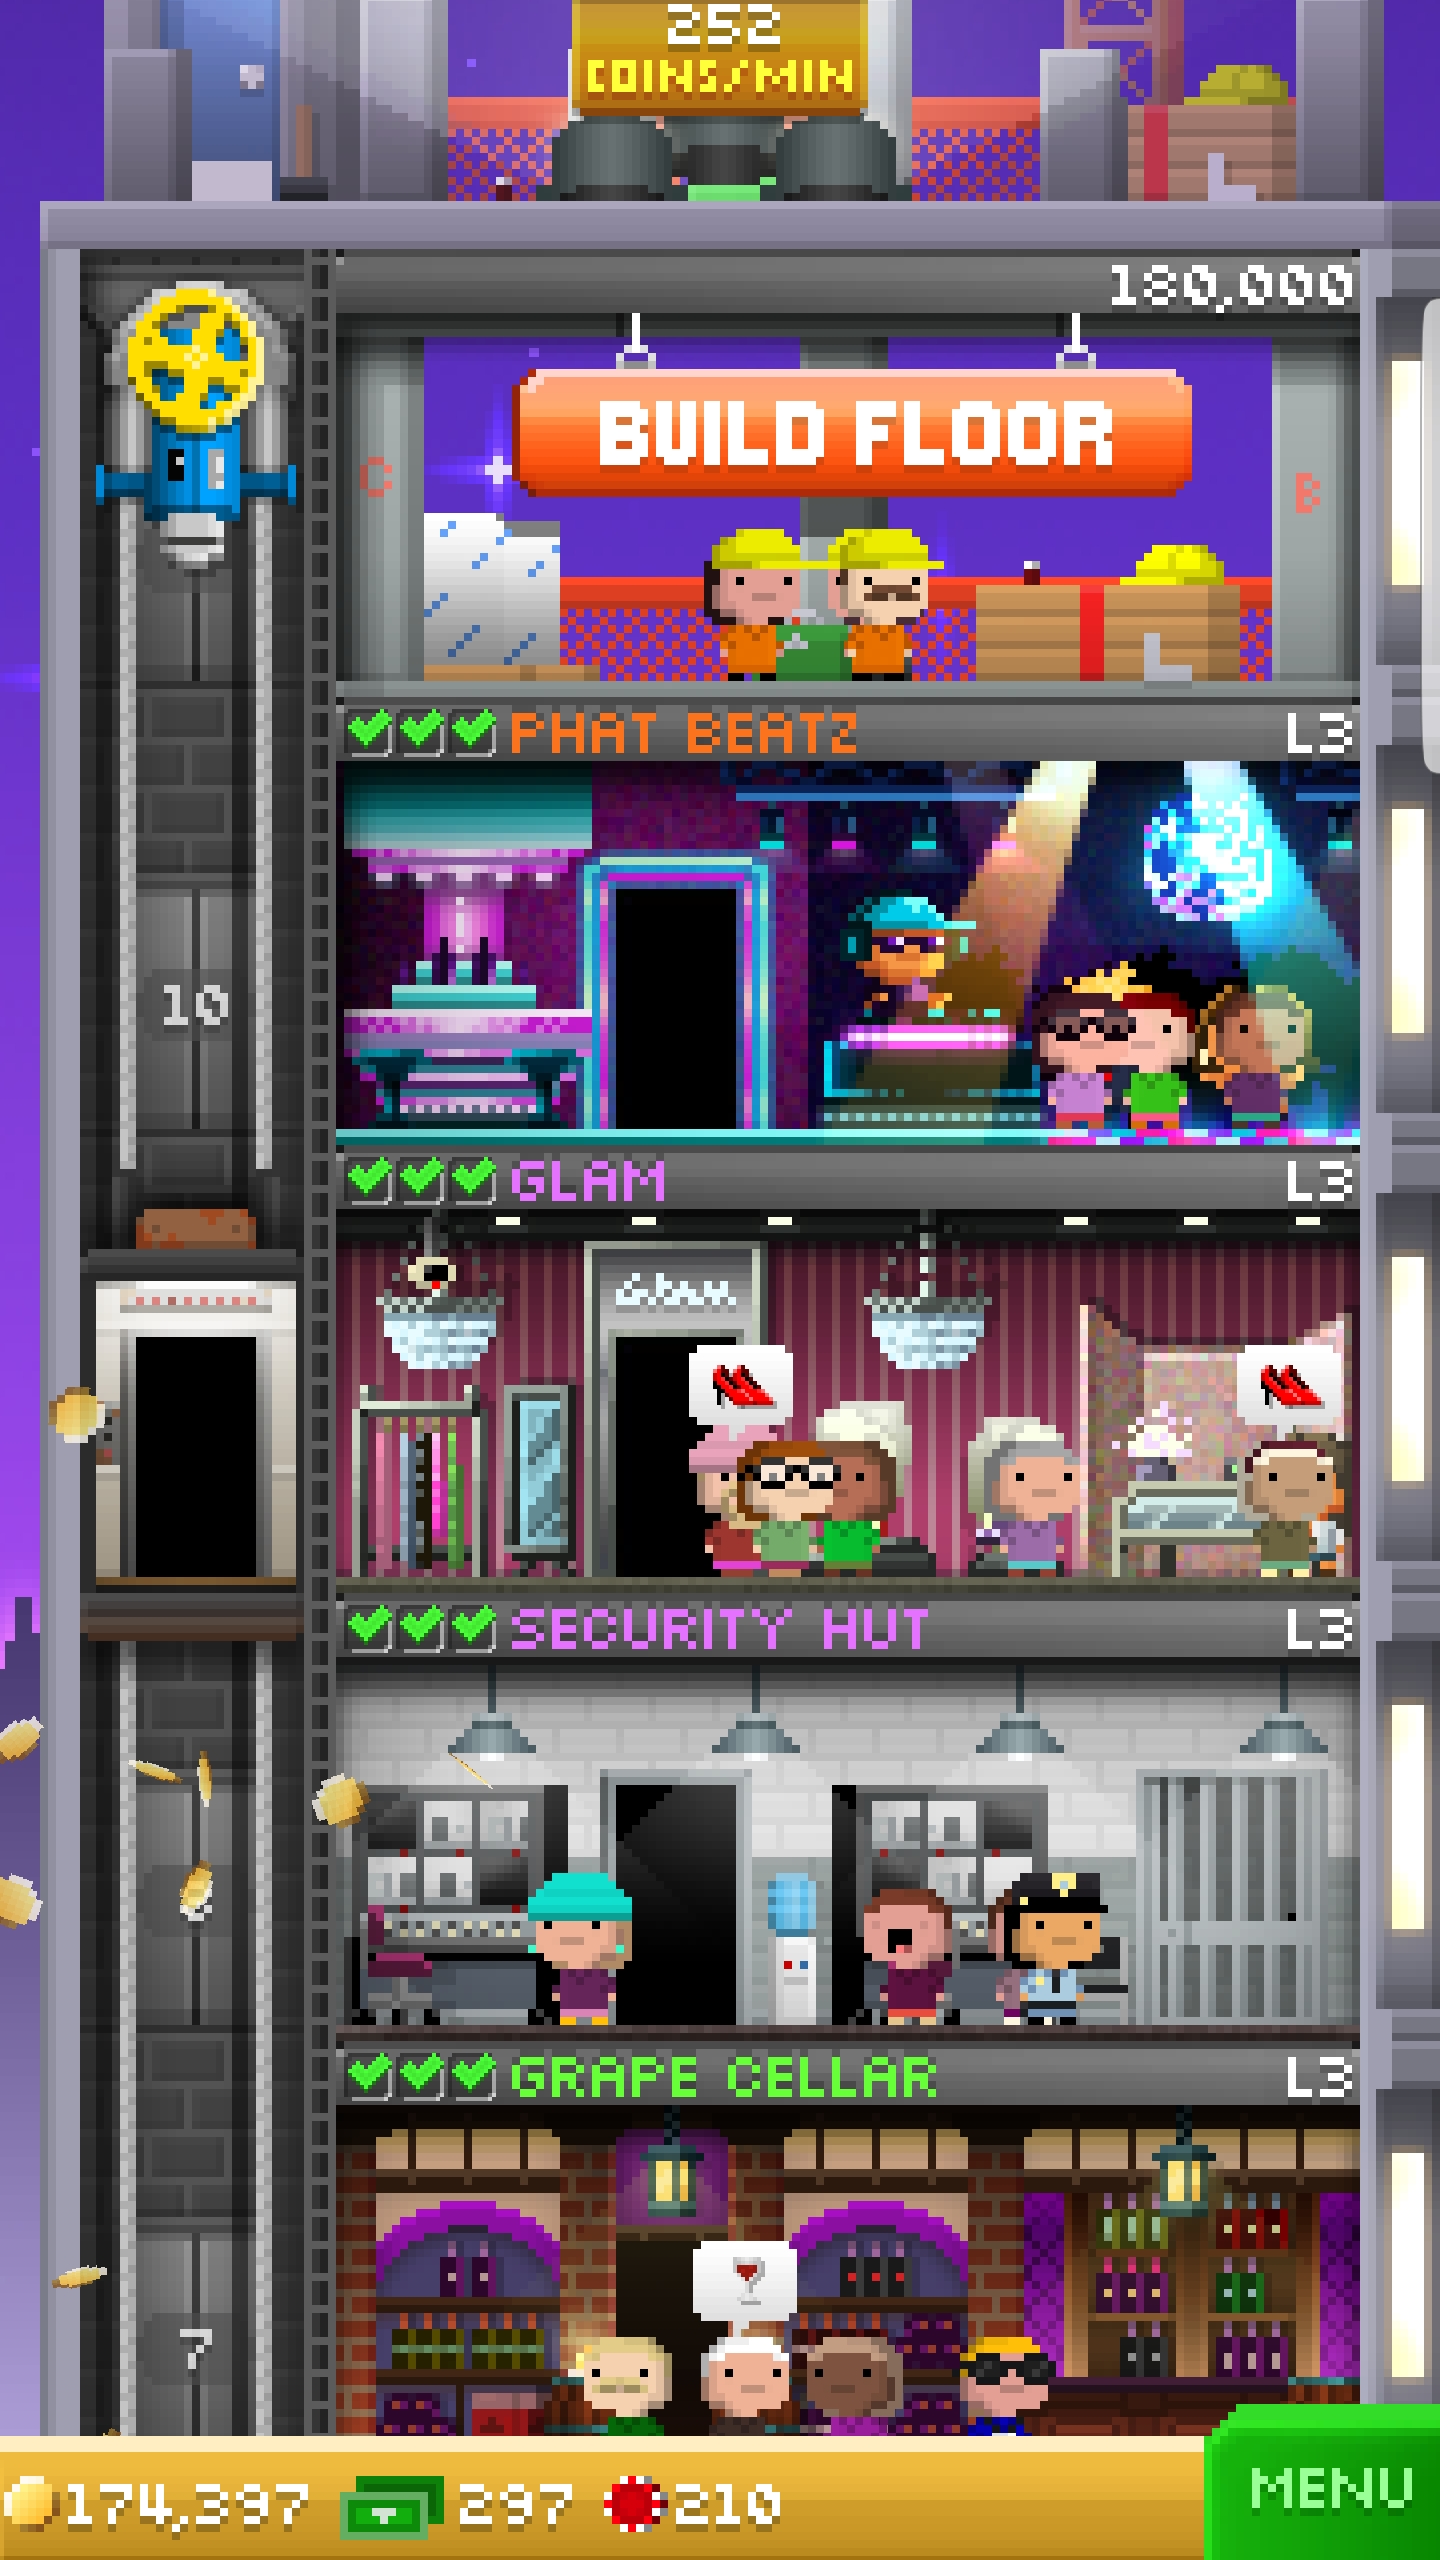 252
COINS/MIN
180,000
BUILD FLOOR
C
B
PHAT BEATZ L3
10
GLAM L3
Glam
SECURITY HUT L3
GRAPE CELLAR L3
7
174,397 297 210
MENU